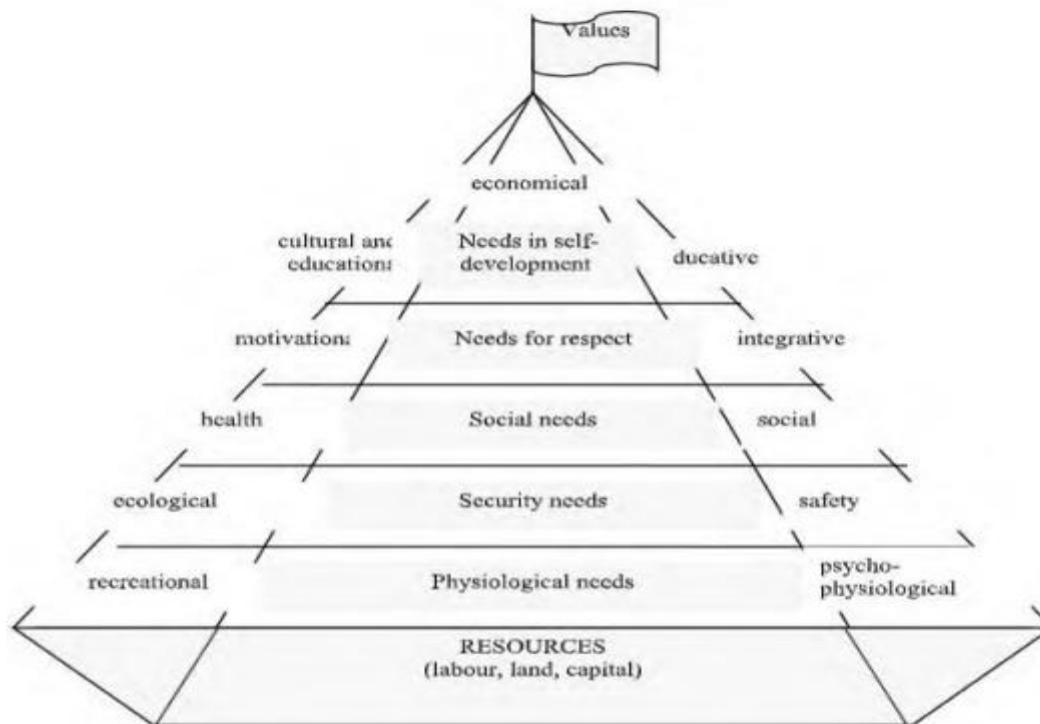 Values
economical
cultural and
educationa
Needs in self-
development
ducative
motivationa
Needs for respect
integrative
health
Social needs
social
ecological
Security needs
safety
recreational
Physiological needs
psycho-
physiological
RESOURCES
(labour, land, capital)